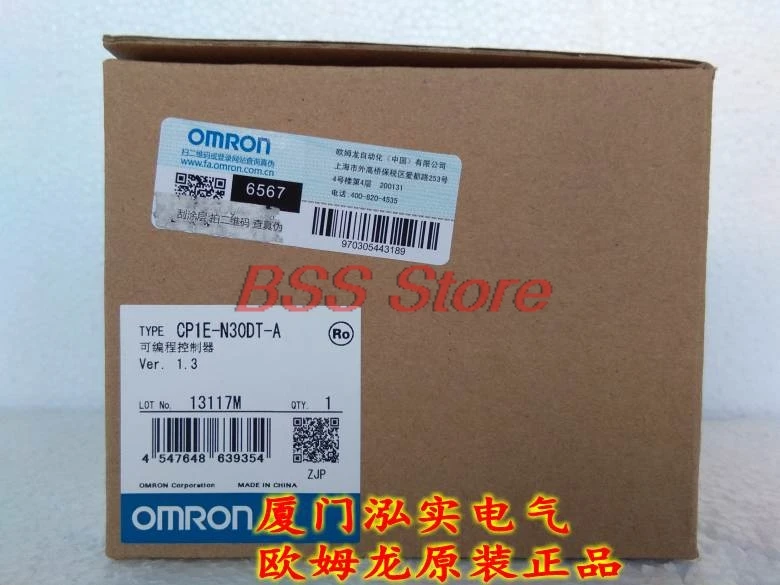 OMRON
扫二维码或登录网站查询真伪
www.fa.omron.com.cn
6567
刮涂层 拍二维码 查真伪
欧姆龙自动化（中国）有限公司
上海市外高桥保税区爱都路253号
4号楼第4层 200131
电话:400-820-4535
970305443189
BSS Store
TYPE CP1E-N30DT-A
Ro
可编程控制器
Ver. 1.3
LOT No. 13117M QTY. 1
4 547648 639354
ZJP
OMRON Corporation MADE IN CHINA
OMRON
厦门泓实电气
欧姆龙原装正品